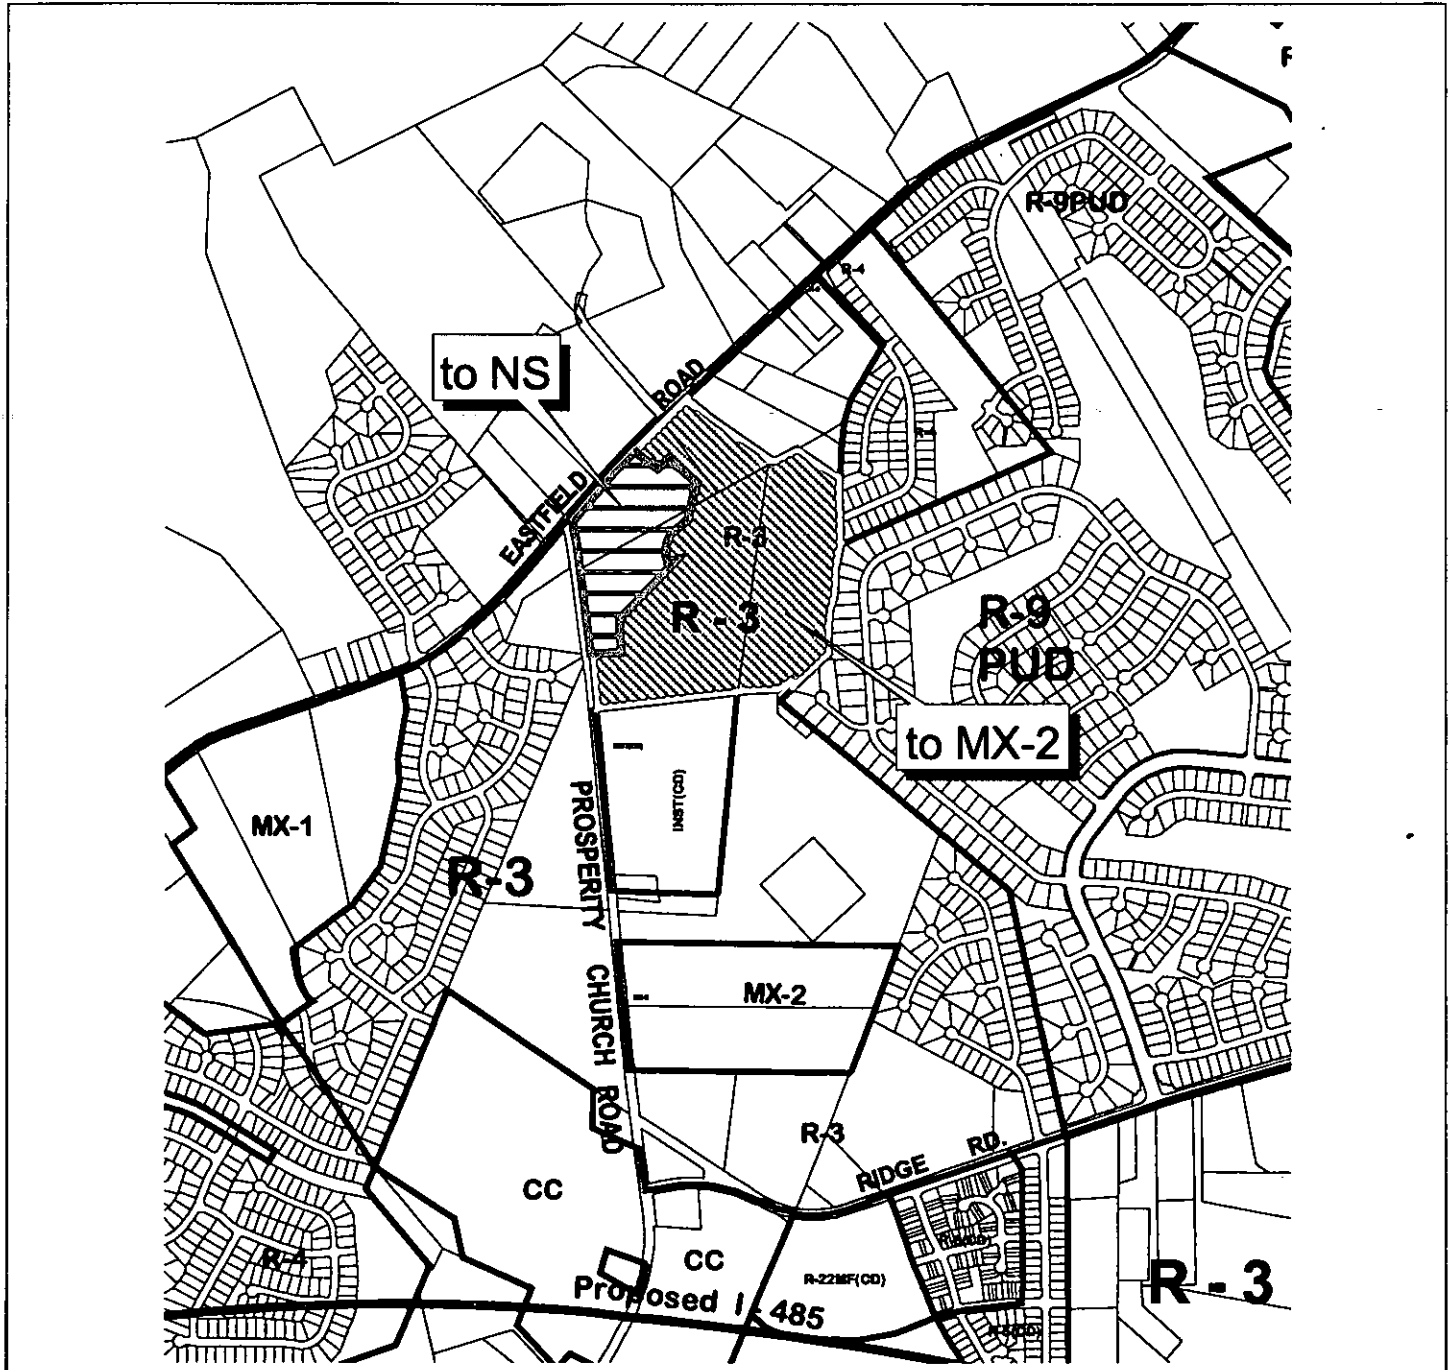 R-9PUD
R-4
to NS
EASTFIELD ROAD
R-3
R - 3
R-9
PUD
to MX-2
INST(CD)
MX-1
R-3
PROSPERITY CHURCH ROAD
MX-2
R-3
RIDGE RD.
CC
CC
R-4
R-22MF(CD)
R - 3
Proposed I - 485